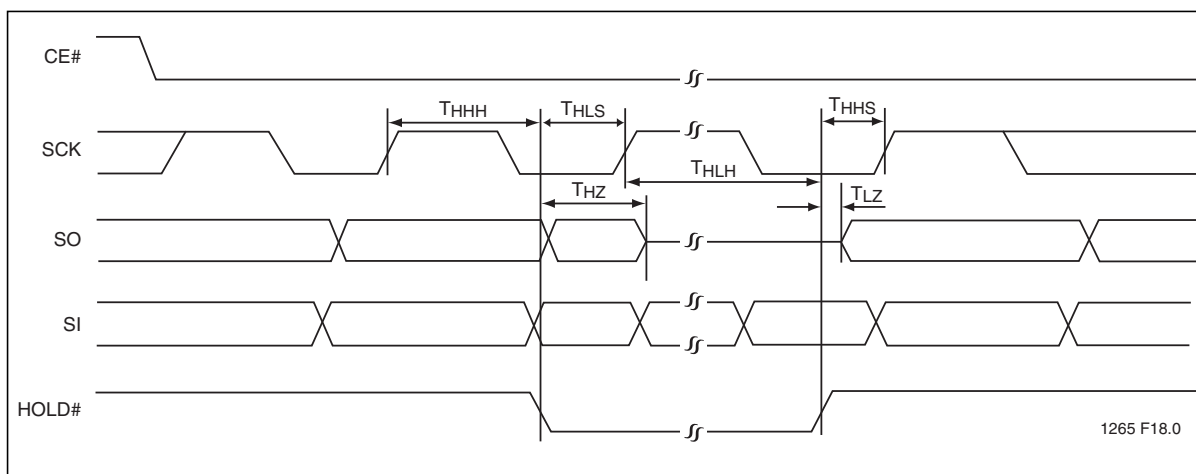 CE#
THHH
THLS
THHS
SCK
THLH
THZ
TLZ
SO
SI
HOLD#
1265 F18.0